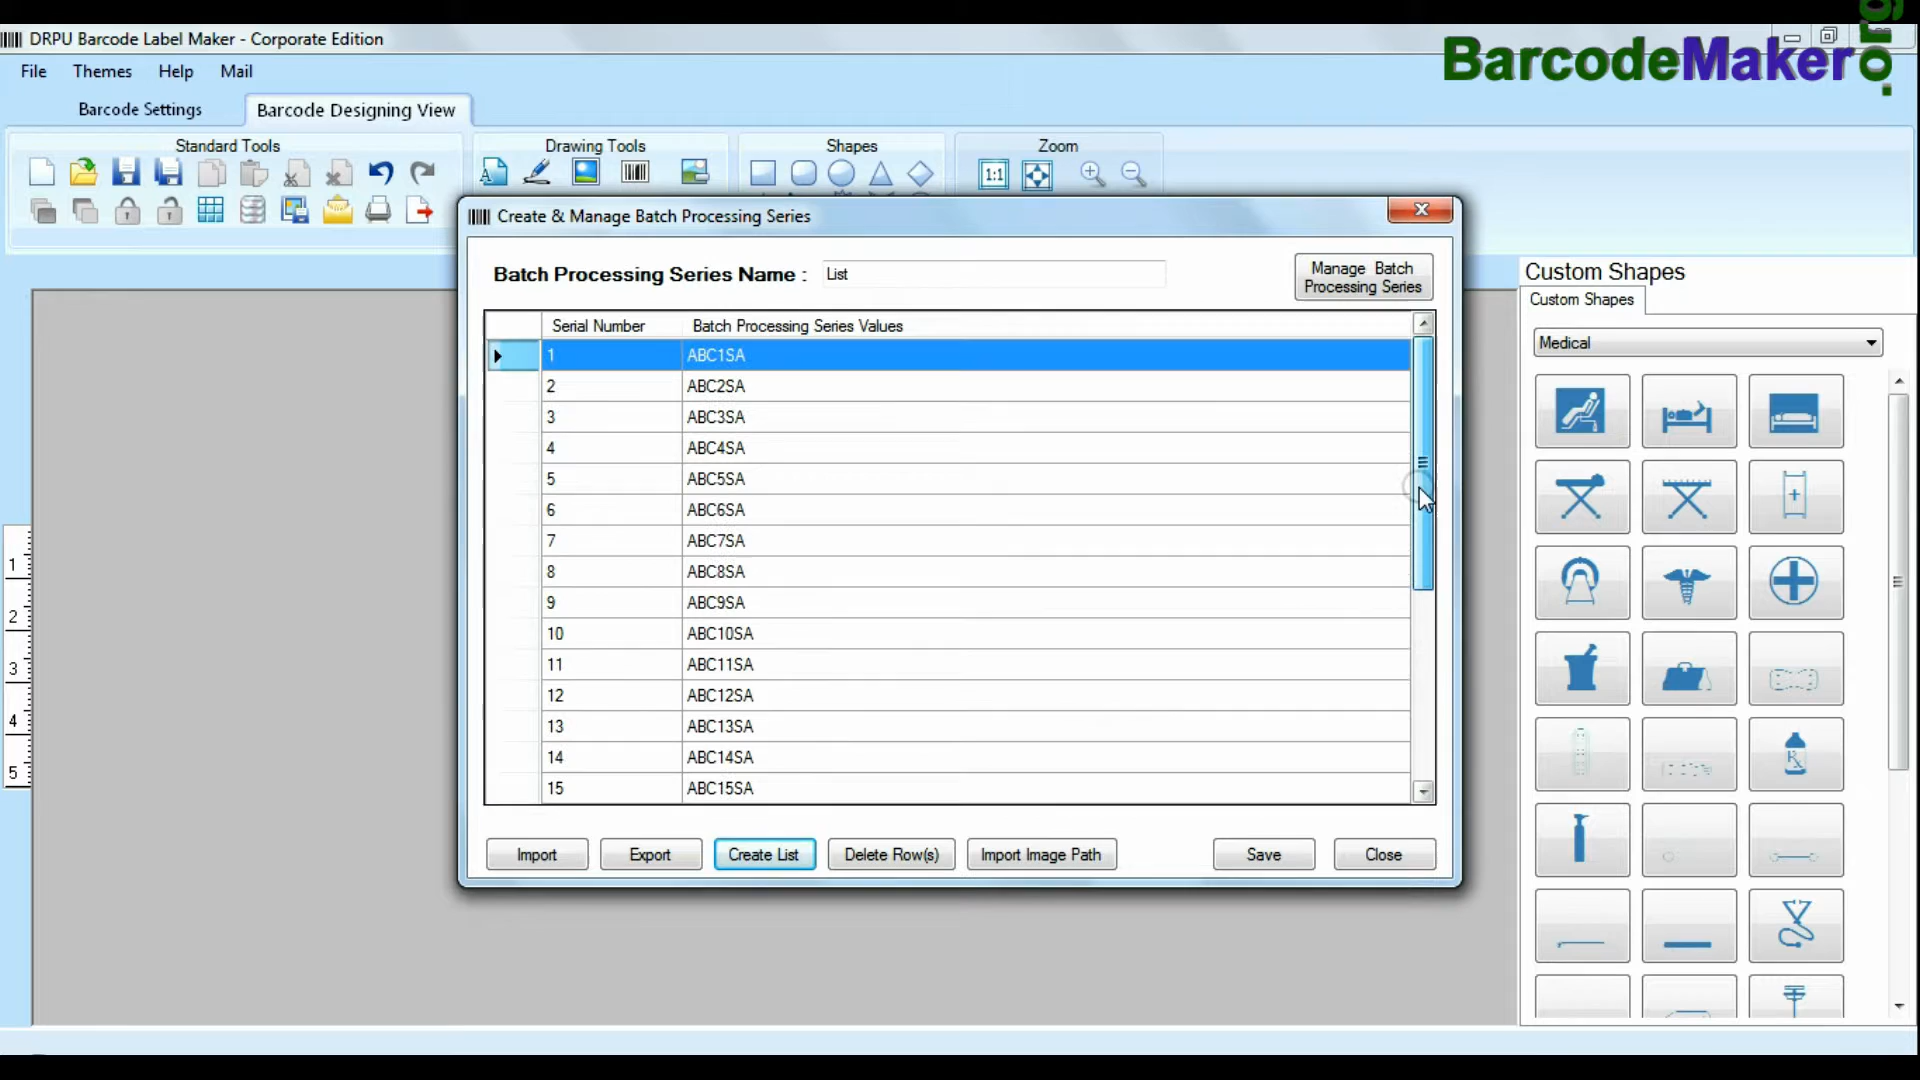 DRPU Barcode Label Maker - Corporate Edition
BarcodeMaker.org
File Themes Help Mail
Barcode Settings Barcode Designing View
Standard Tools Drawing Tools Shapes Zoom
1:1
Create & Manage Batch Processing Series
Batch Processing Series Name : List
Manage Batch
Processing Series
Serial Number Batch Processing Series Values
1 ABC1SA
2 ABC2SA
3 ABC3SA
4 ABC4SA
5 ABC5SA
6 ABC6SA
7 ABC7SA
8 ABC8SA
9 ABC9SA
10 ABC10SA
11 ABC11SA
12 ABC12SA
13 ABC13SA
14 ABC14SA
15 ABC15SA
Import Export Create List Delete Row(s) Import Image Path Save Close
Custom Shapes
Custom Shapes
Medical
Rx
1
2
3
4
5